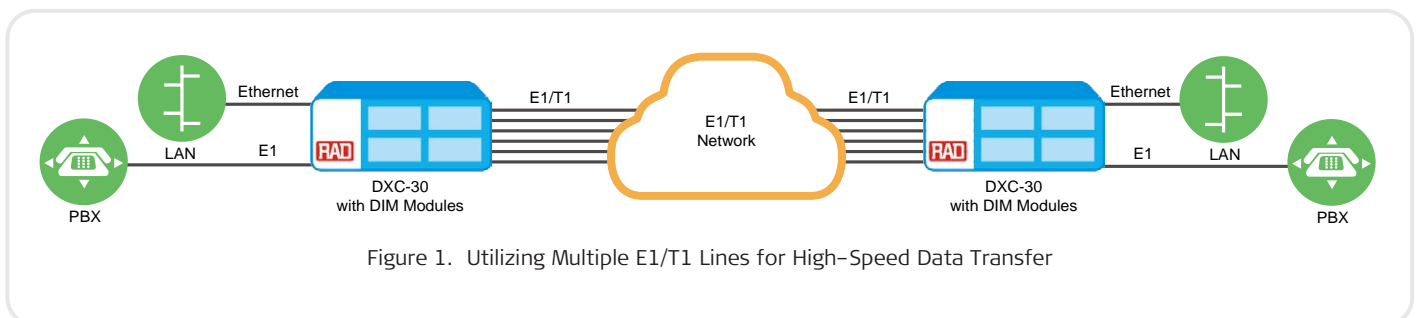 Ethernet
E1/T1
E1/T1
Ethernet
E1/T1
Network
LAN
E1
RAD
RAD
E1
LAN
PBX
DXC-30
with DIM Modules
DXC-30
with DIM Modules
PBX
Figure 1. Utilizing Multiple E1/T1 Lines for High-Speed Data Transfer